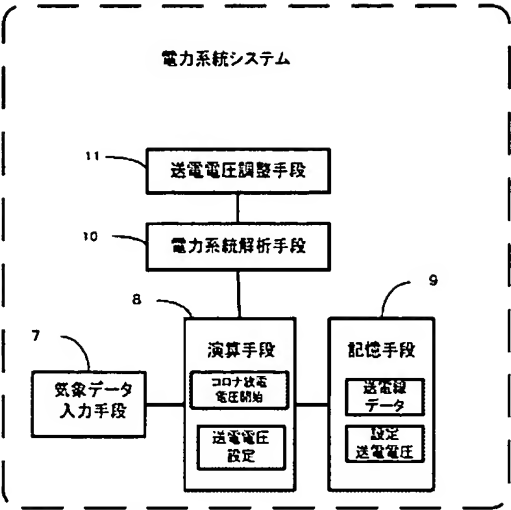 電力系統システム
11
送電電圧調整手段
10
電力系統解析手段
8
9
7
演算手段
記憶手段
気象データ
入力手段
コロナ放電
電圧開始
送電電圧
設定
送電線
データ
設定
送電電圧